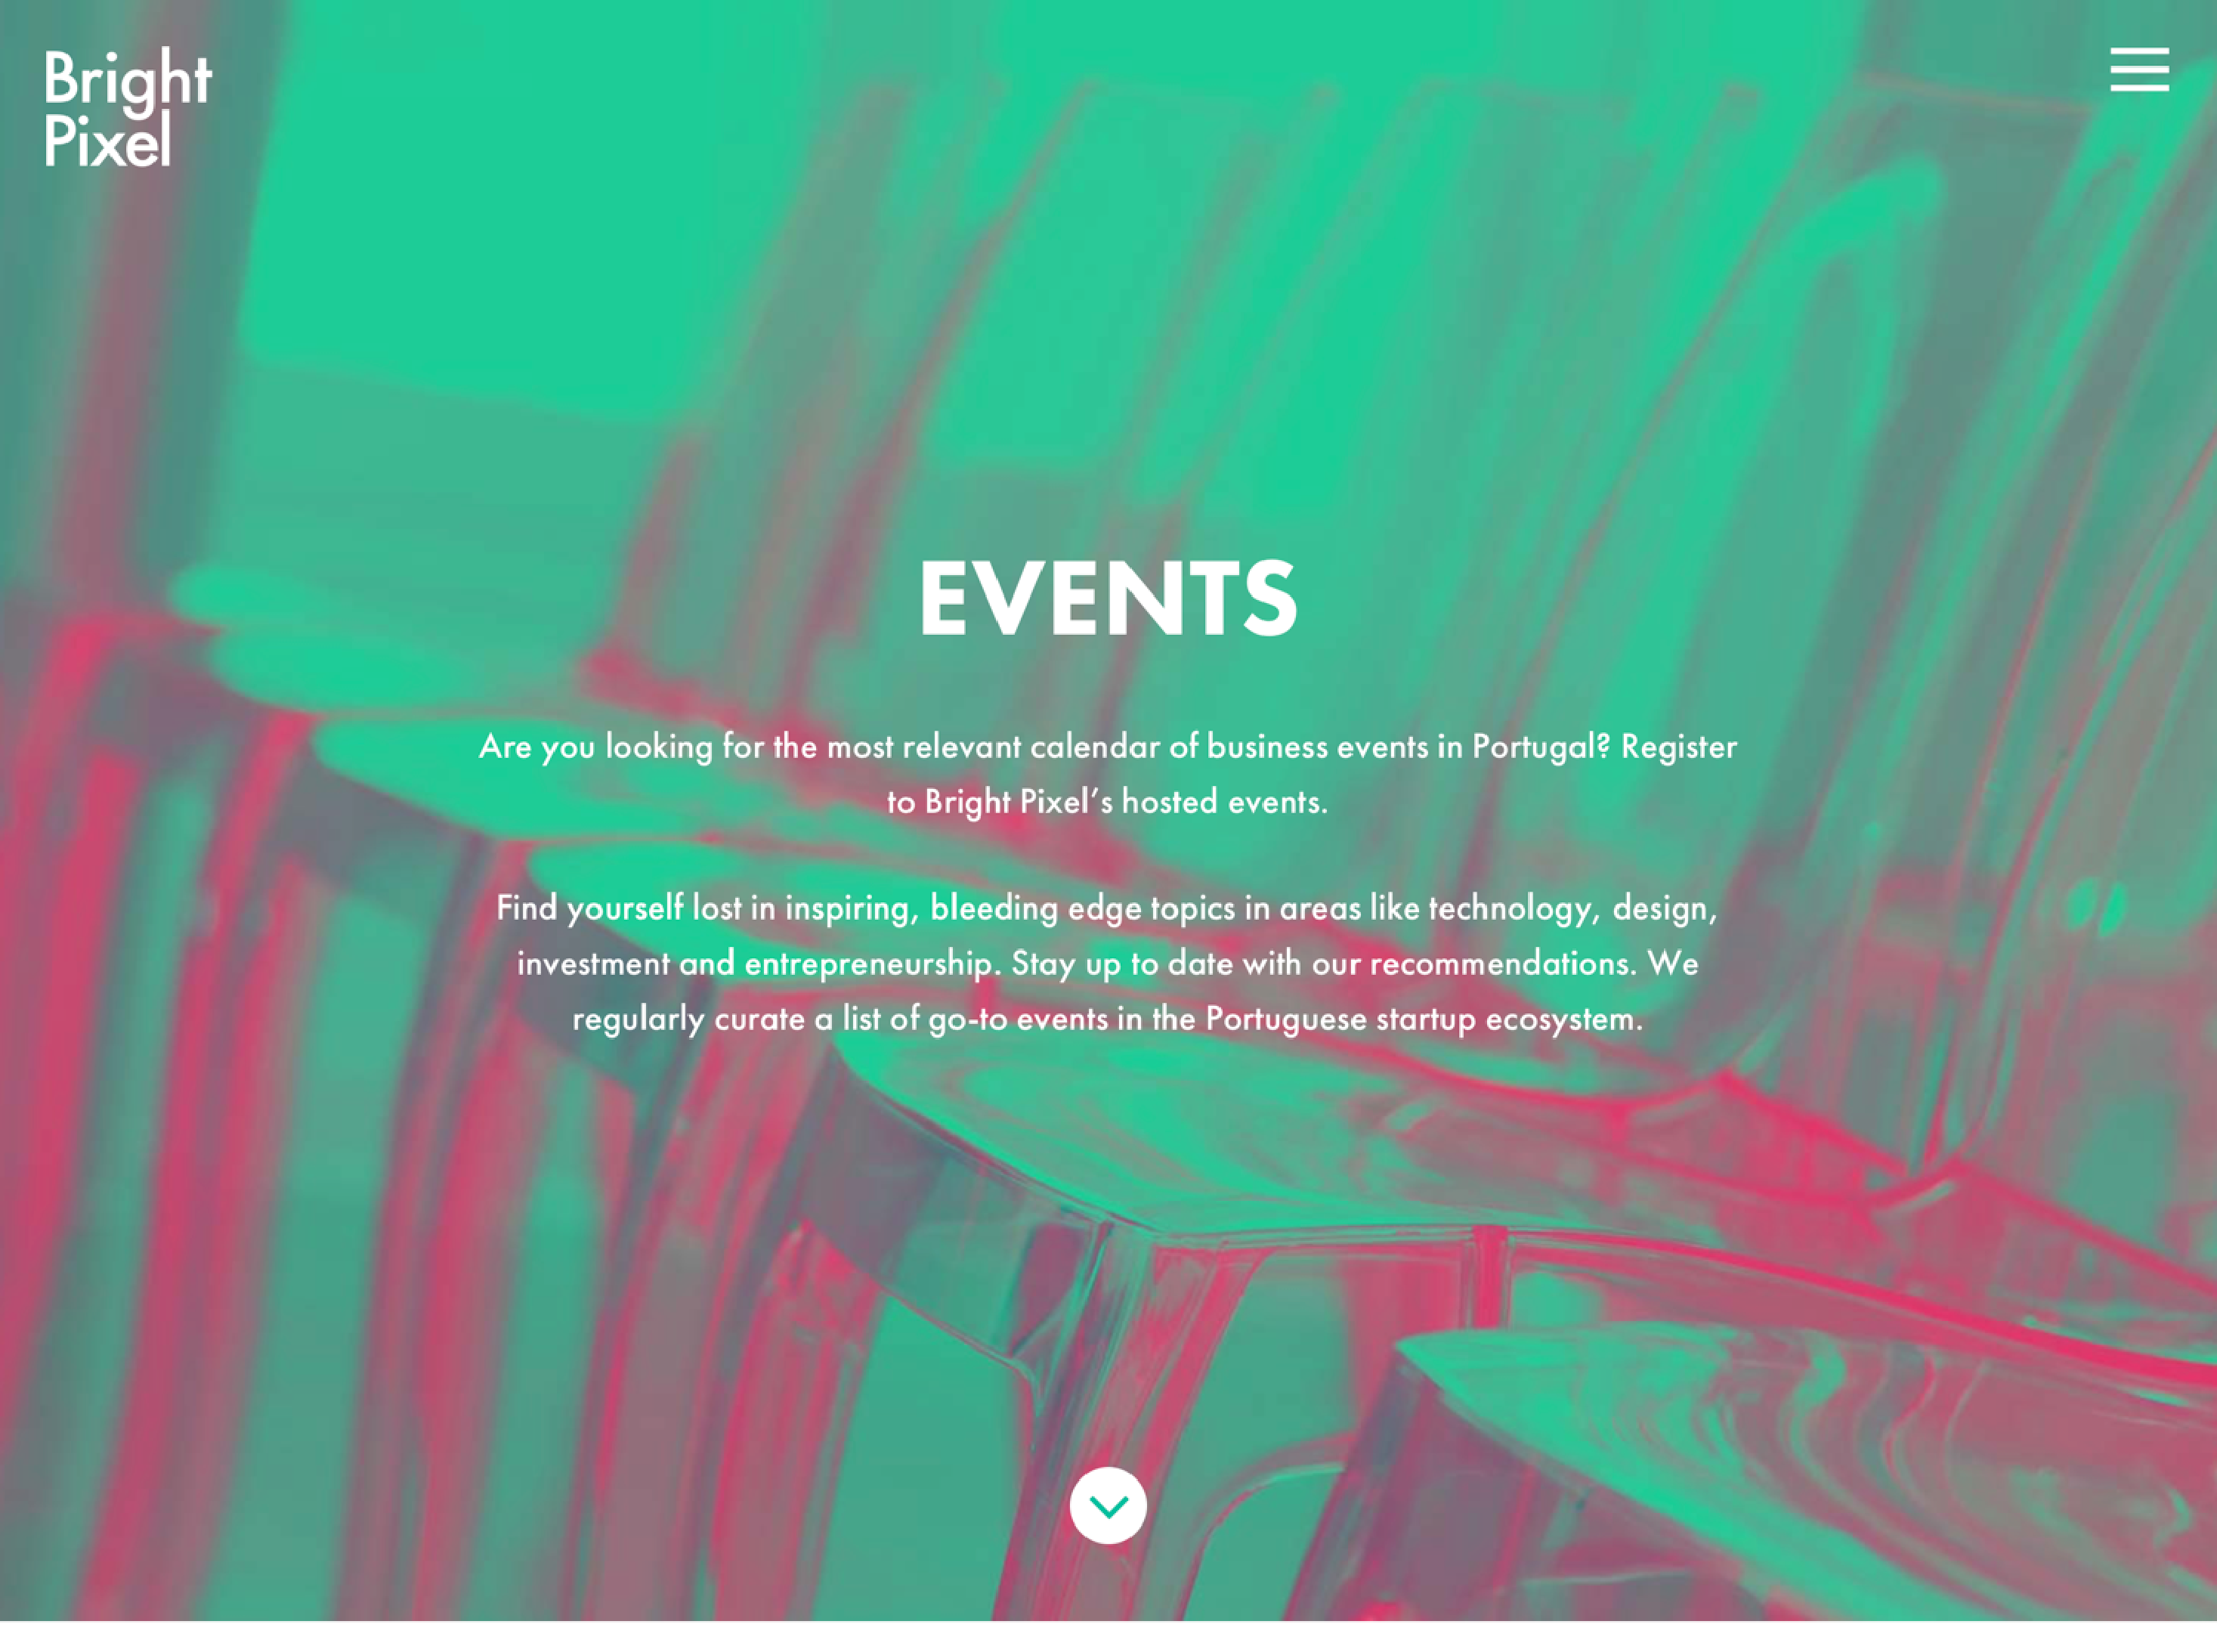 Bright
Pixel
EVENTS
Are you looking for the most relevant calendar of business events in Portugal? Register
to Bright Pixel’s hosted events.
Find yourself lost in inspiring, bleeding edge topics in areas like technology, design,
investment and entrepreneurship. Stay up to date with our recommendations. We
regularly curate a list of go-to events in the Portuguese startup ecosystem.